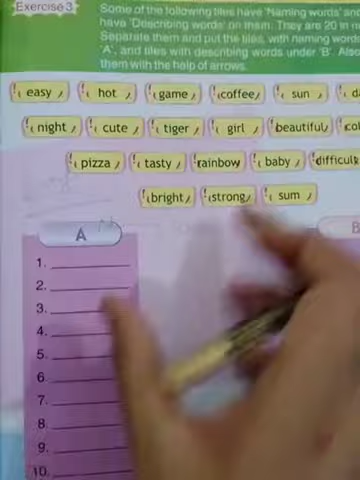 Exercise 3
Some of the following tiles have 'Naming words' and
have 'Describing words' on them. They are 20 in
Separate them and put the tiles, with naming words
'A', and tiles with describing words under 'B'. Also
them with the help of arrows.
easy hot game coffee sun
night cute tiger girl beautiful
pizza tasty rainbow baby difficult
bright strong sum
A B
1.
2.
3.
4.
5.
6
7.
8.
9.
10.